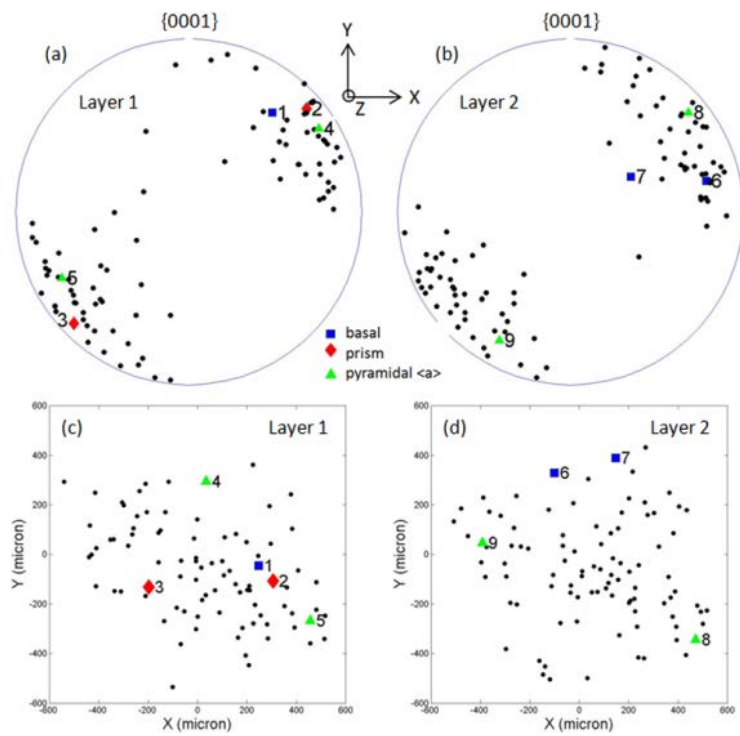 {0001}
{0001}
(a)
Y
(b)
Layer 1
X
Z
Layer 2
1
2
4
5
3
8
7
6
9
basal
prism
pyramidal <a>
(c)
Layer 1
(d)
Layer 2
600
400
200
0
-200
-400
-600
Y (micron)
4
1
3
2
5
-600
-400
-200
0
200
400
600
X (micron)
600
400
200
0
-200
-400
-600
Y (micron)
6
7
9
8
-600
-400
-200
0
200
400
600
X (micron)